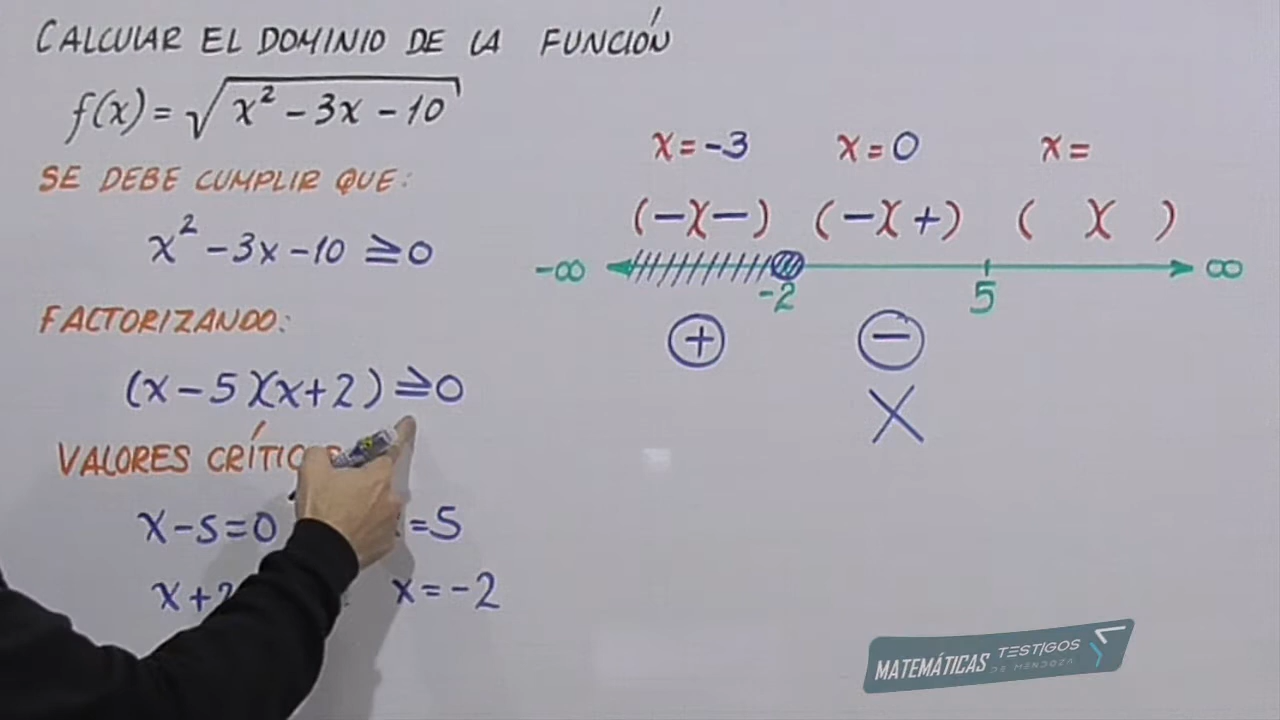 CALCULAR EL DOMINIO DE LA FUNCIÓN
f(x) = √x² - 3x - 10
SE DEBE CUMPLIR QUE:
x² - 3x - 10 ≥ 0
FACTORIZANDO:
(x - 5)(x + 2) ≥ 0
VALORES
x - 5 = 0 = 5
x + x = -2
x = -3 x = 0 x =
(- x -) (- x +) ( x )
-∞ -2 5 ∞
+ -
X
MATEMÁTICAS TESTIGOS
DE MENDOZA